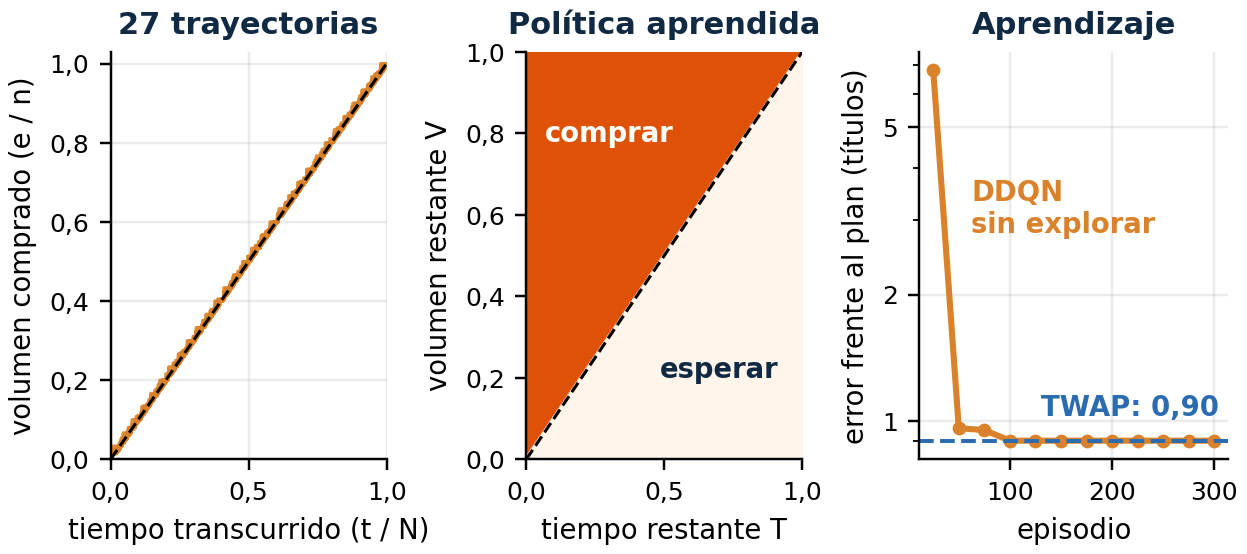 27 trayectorias
volumen comprado (e / n)
1,0
0,8
0,6
0,4
0,2
0,0
0,0 0,5 1,0
tiempo transcurrido (t / N)
Política aprendida
volumen restante V
1,0
0,8
0,6
0,4
0,2
0,0
comprar
esperar
0,0 0,5 1,0
tiempo restante T
Aprendizaje
error frente al plan (títulos)
5
2
1
DDQN
sin explorar
TWAP: 0,90
100 200 300
episodio